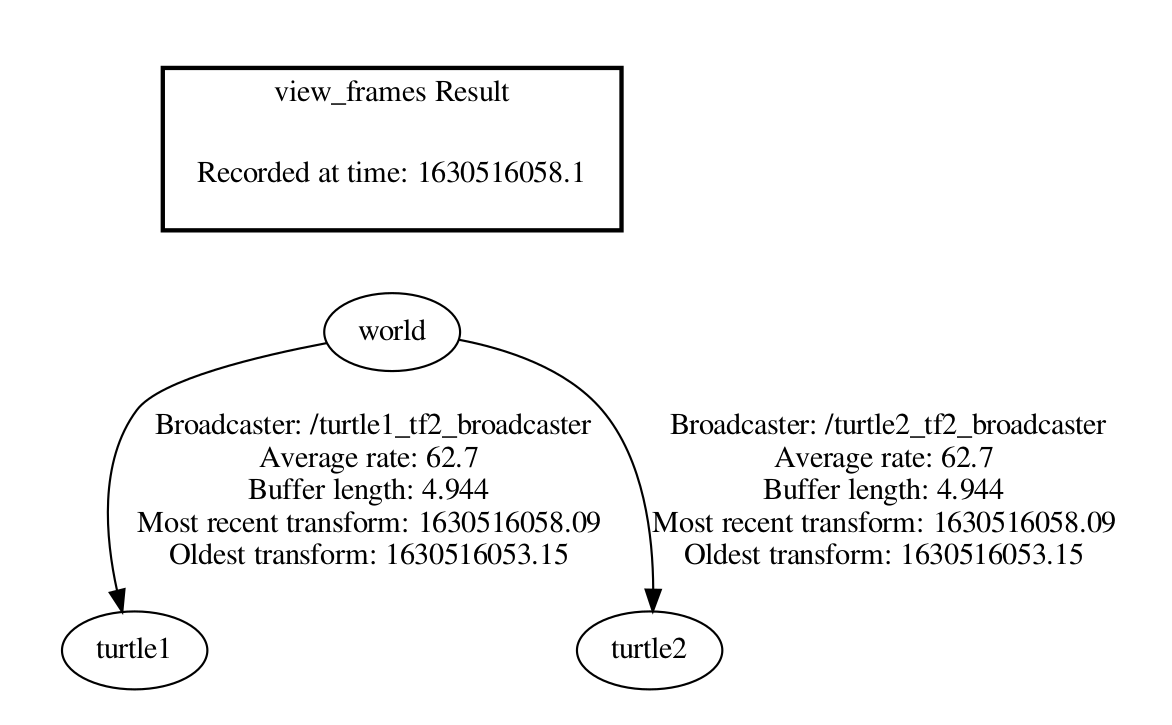 view_frames Result
Recorded at time: 1630516058.1
world
Broadcaster: /turtle1_tf2_broadcaster
Average rate: 62.7
Buffer length: 4.944
Most recent transform: 1630516058.09
Oldest transform: 1630516053.15
Broadcaster: /turtle2_tf2_broadcaster
Average rate: 62.7
Buffer length: 4.944
Most recent transform: 1630516058.09
Oldest transform: 1630516053.15
turtle1
turtle2